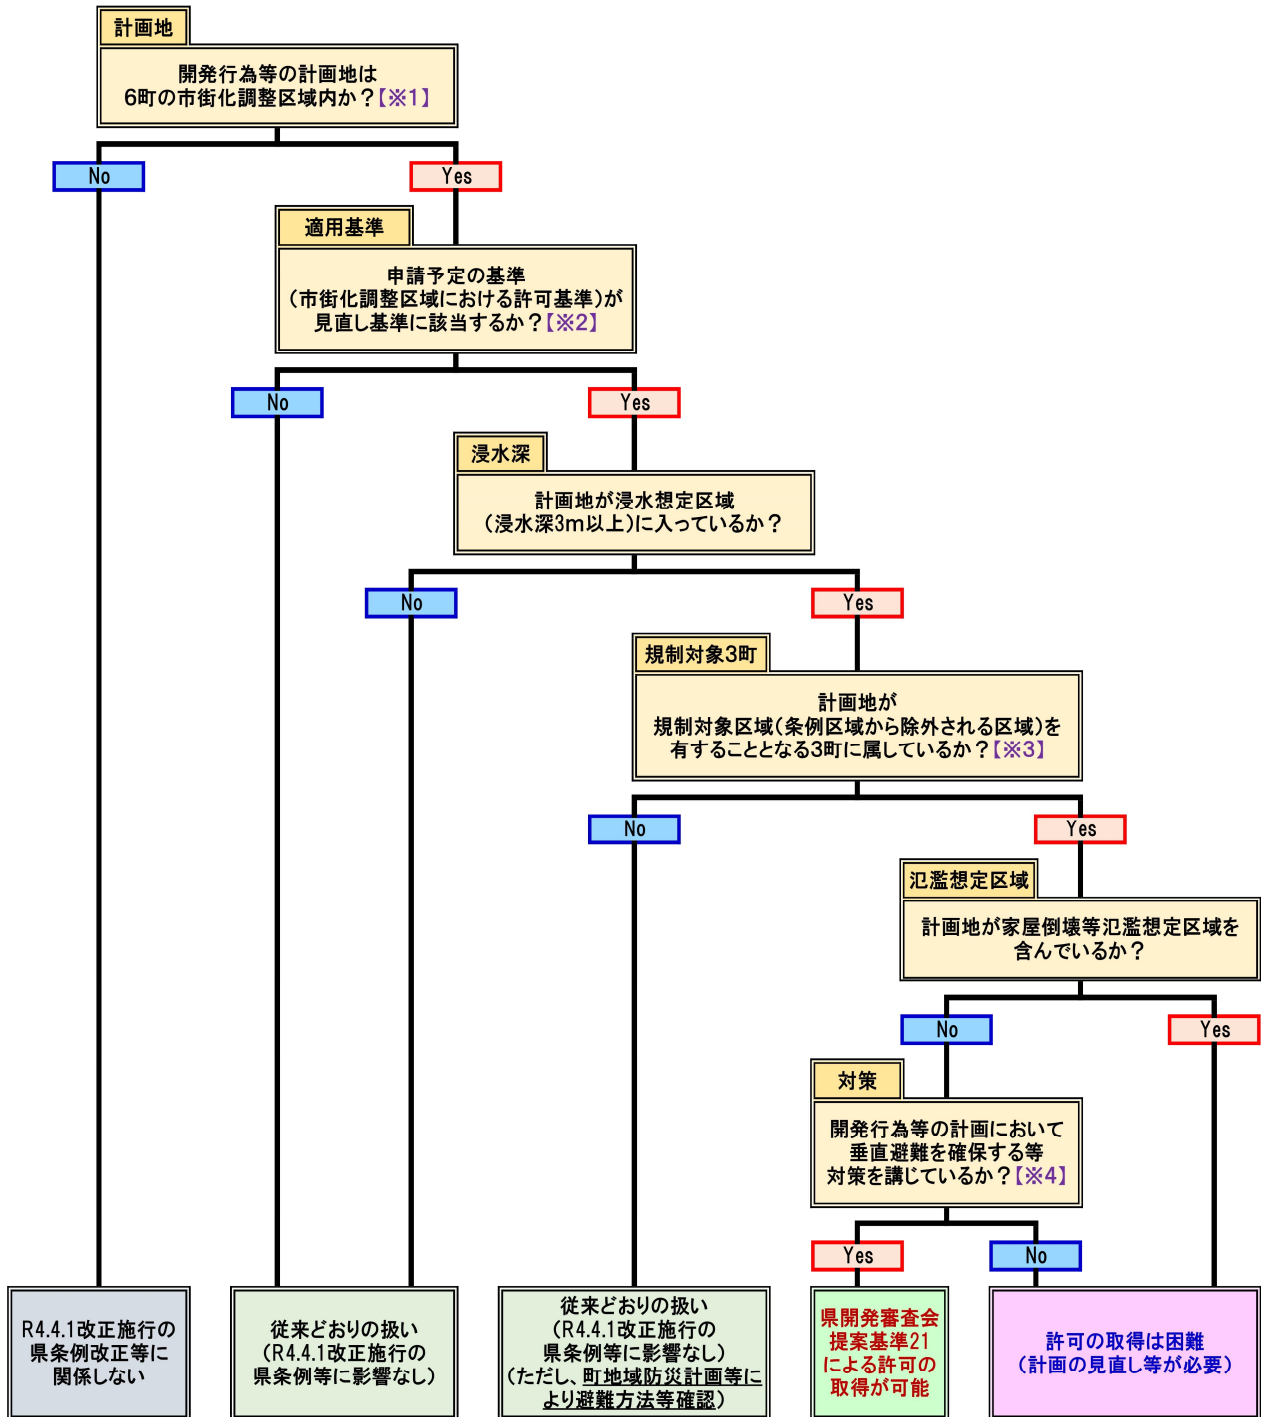 計画地
開発行為等の計画地は
6町の市街化調整区域内か？【※1】
No
Yes
適用基準
申請予定の基準
（市街化調整区域における許可基準）が
見直し基準に該当するか？【※2】
No
Yes
浸水深
計画地が浸水想定区域
（浸水深3m以上）に入っているか？
No
Yes
規制対象3町
計画地が
規制対象区域（条例区域から除外される区域）を
有することとなる3町に属しているか？【※3】
No
Yes
氾濫想定区域
計画地が家屋倒壊等氾濫想定区域を
含んでいるか？
No
Yes
対策
開発行為等の計画において
垂直避難を確保する等
対策を講じているか？【※4】
Yes
No
R4.4.1改正施行の
県条例改正等に
関係しない
従来どおりの扱い
（R4.4.1改正施行の
県条例等に影響なし）
従来どおりの扱い
（R4.4.1改正施行の
県条例等に影響なし）
（ただし、町地域防災計画等に
より避難方法等確認）
県開発審査会
提案基準21
による許可の
取得が可能
許可の取得は困難
（計画の見直し等が必要）